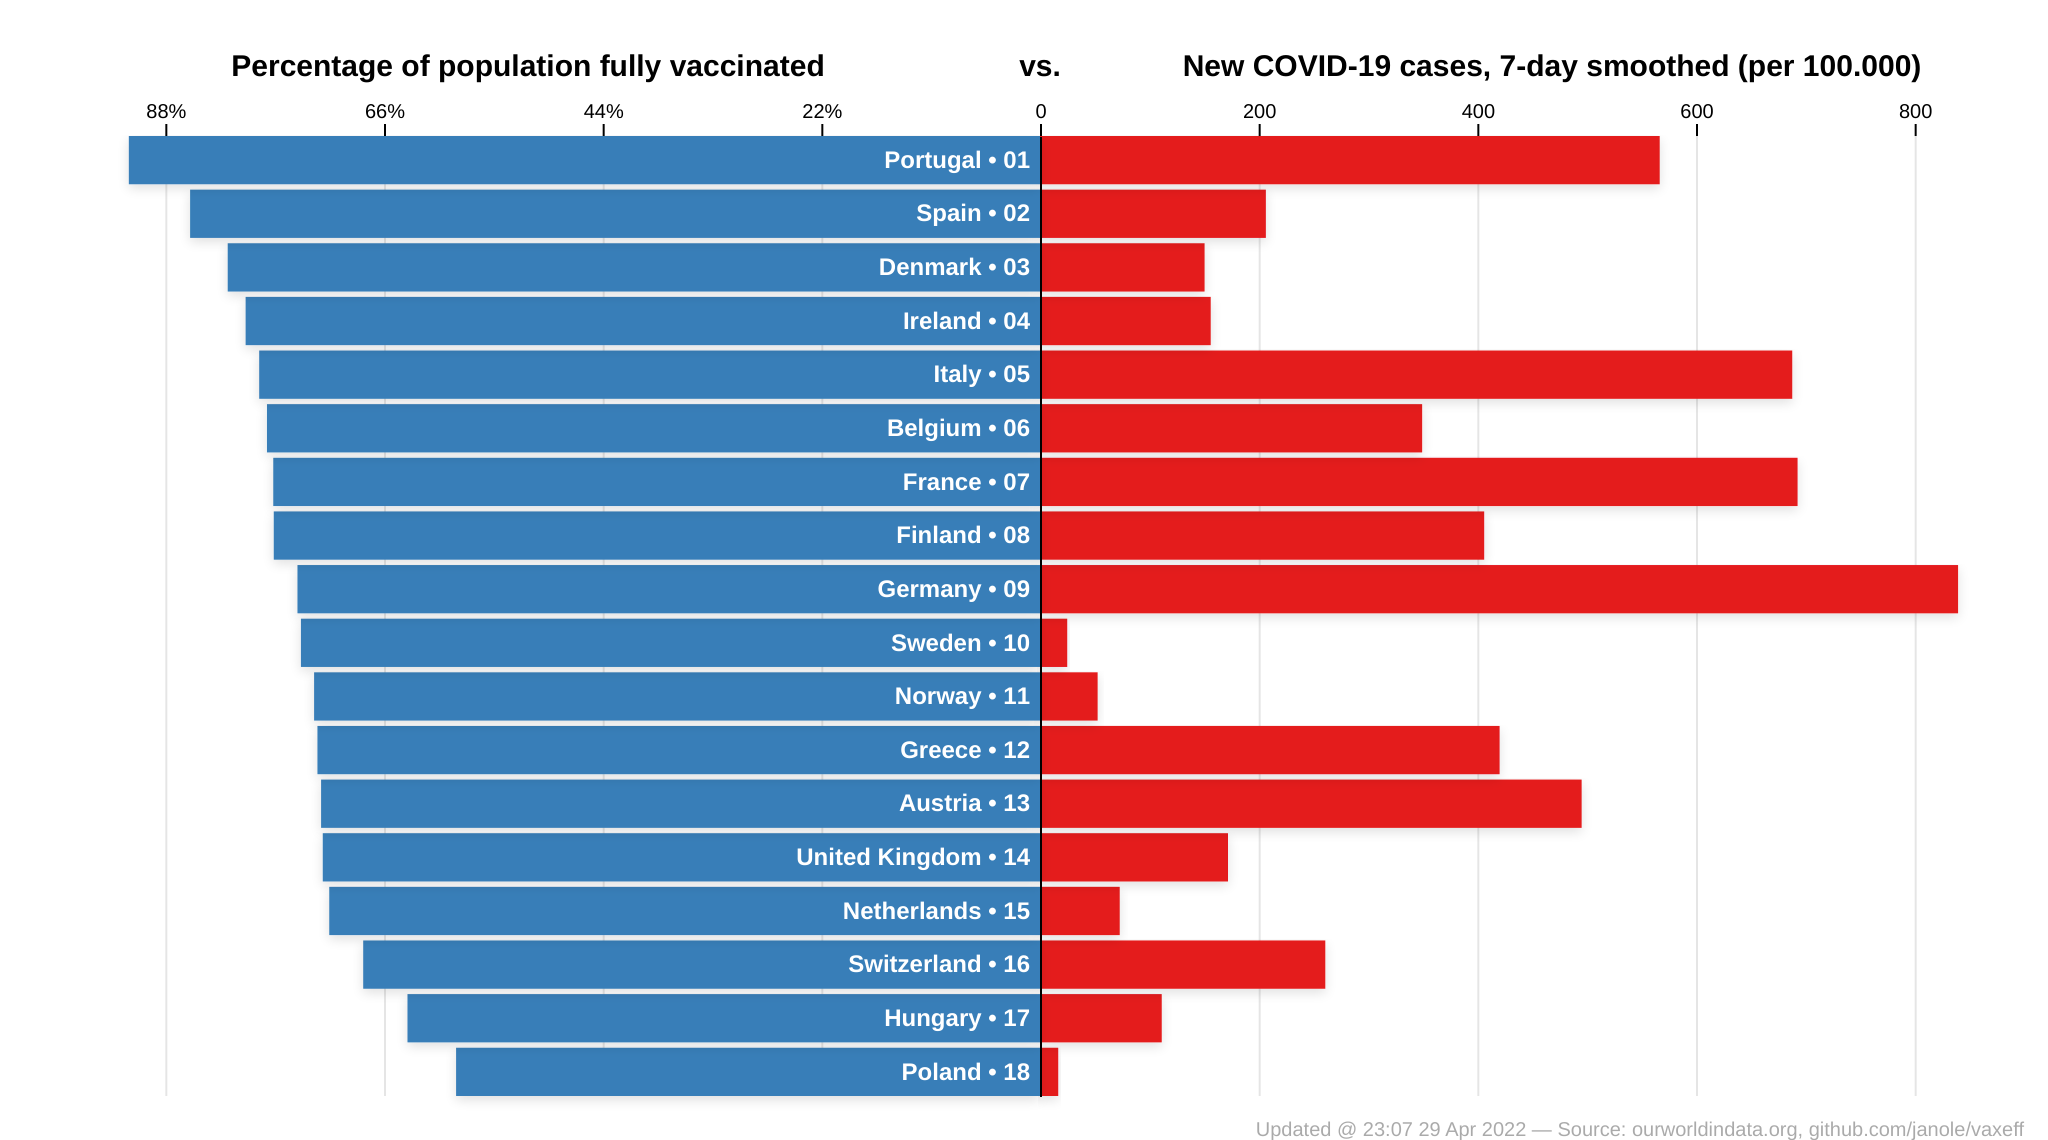 Percentage of population fully vaccinated vs. New COVID-19 cases, 7-day smoothed (per 100.000)
88% 66% 44% 22% 0 200 400 600 800
Portugal • 01
Spain • 02
Denmark • 03
Ireland • 04
Italy • 05
Belgium • 06
France • 07
Finland • 08
Germany • 09
Sweden • 10
Norway • 11
Greece • 12
Austria • 13
United Kingdom • 14
Netherlands • 15
Switzerland • 16
Hungary • 17
Poland • 18
Updated @ 23:07 29 Apr 2022 — Source: ourworldindata.org, github.com/janole/vaxeff